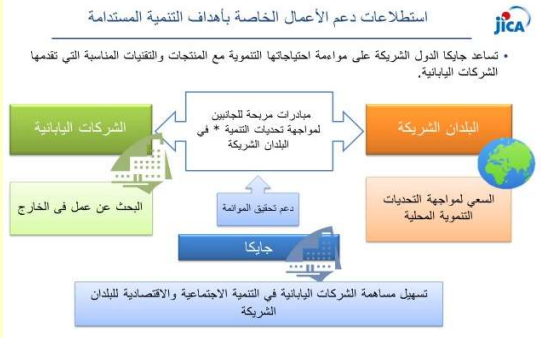 استطلاعات دعم الأعمال الخاصة بأهداف التنمية المستدامة
jICA
• تساعد جايكا الدول الشريكة على مواءمة احتياجاتها التنموية مع المنتجات والتقنيات المناسبة التي تقدمها
الشركات اليابانية.
البلدان الشريكة
مبادرات مربحة للجانبين
لمواجهة تحديات التنمية * في
البلدان الشريكة
الشركات اليابانية
السعي لمواجهة التحديات
التنموية المحلية
دعم تحقيق الموائمة
البحث عن عمل فى الخارج
جايكا
تسهيل مساهمة الشركات اليابانية في التنمية الاجتماعية والاقتصادية للبلدان
الشريكة